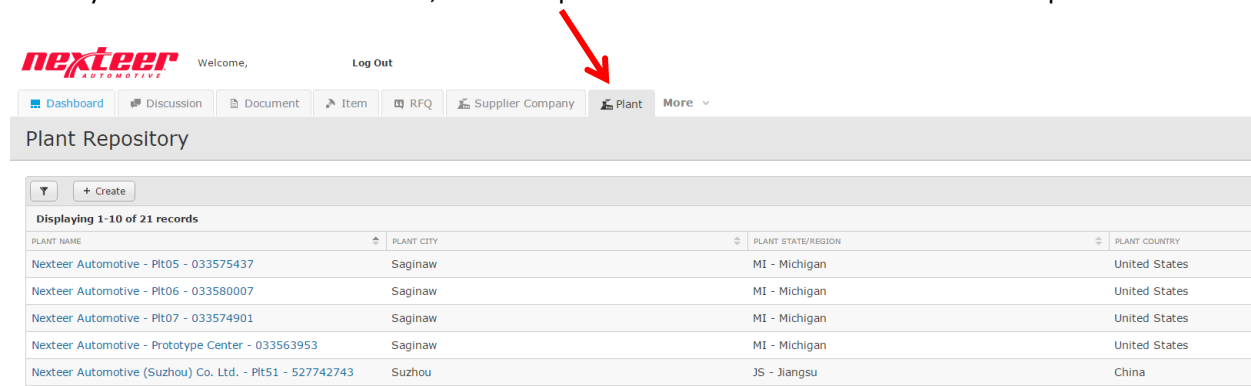 nexteer
AUTOMOTIVE
Welcome, Log Out
Dashboard Discussion Document Item RFQ Supplier Company Plant More
Plant Repository
+ Create
Displaying 1-10 of 21 records
PLANT NAME PLANT CITY PLANT STATE/REGION PLANT COUNTRY
Nexteer Automotive - Plt05 - 033575437 Saginaw MI - Michigan United States
Nexteer Automotive - Plt06 - 033580007 Saginaw MI - Michigan United States
Nexteer Automotive - Plt07 - 033574901 Saginaw MI - Michigan United States
Nexteer Automotive - Prototype Center - 033563953 Saginaw MI - Michigan United States
Nexteer Automotive (Suzhou) Co. Ltd. - Plt51 - 527742743 Suzhou JS - Jiangsu China